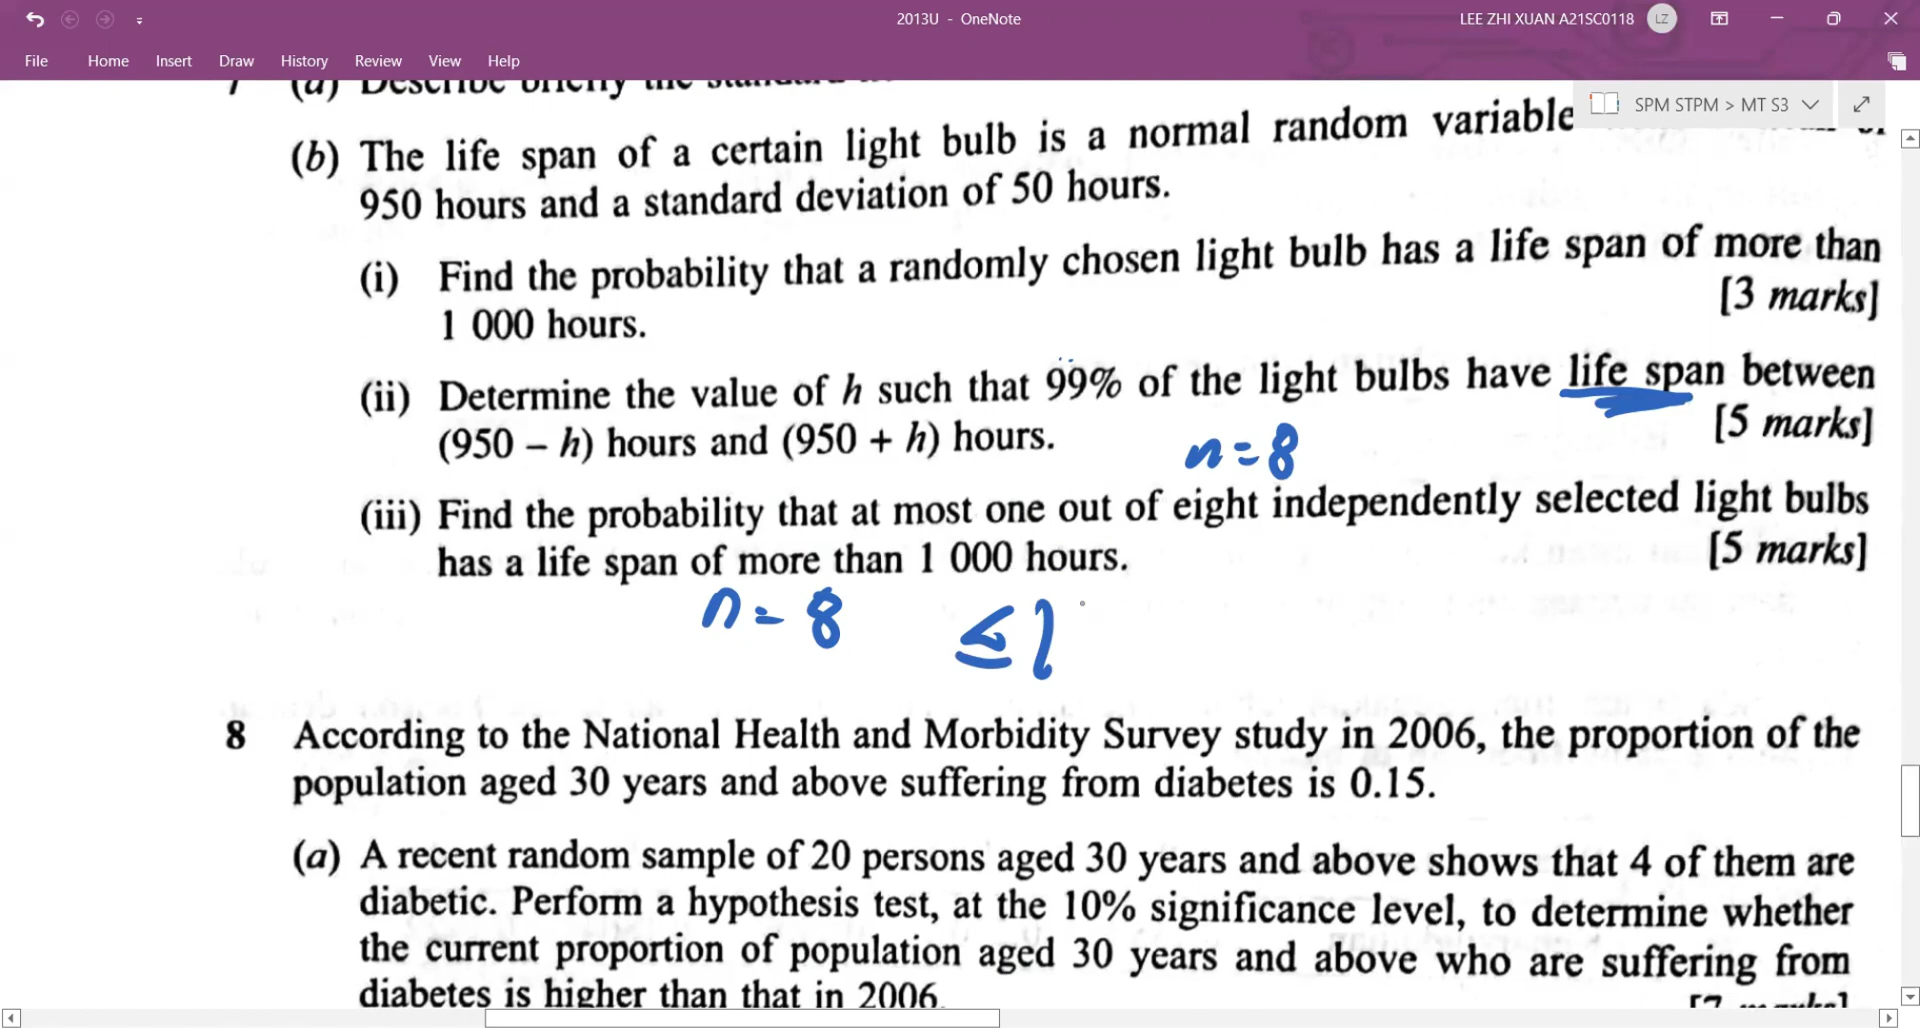 2013U - OneNote
LEE ZHI XUAN A21SC0118 LZ
File Home Insert Draw History Review View Help
SPM STPM > MT S3
(a) Describe briefly the
(b) The life span of a certain light bulb is a normal random variable
950 hours and a standard deviation of 50 hours.
(i) Find the probability that a randomly chosen light bulb has a life span of more than
1 000 hours. [3 marks]
(ii) Determine the value of h such that 99% of the light bulbs have life span between
(950 – h) hours and (950 + h) hours. [5 marks]
n = 8
(iii) Find the probability that at most one out of eight independently selected light bulbs
has a life span of more than 1 000 hours. [5 marks]
n = 8 ≤ 1
8 According to the National Health and Morbidity Survey study in 2006, the proportion of the
population aged 30 years and above suffering from diabetes is 0.15.
(a) A recent random sample of 20 persons aged 30 years and above shows that 4 of them are
diabetic. Perform a hypothesis test, at the 10% significance level, to determine whether
the current proportion of population aged 30 years and above who are suffering from
diabetes is higher than that in 2006.